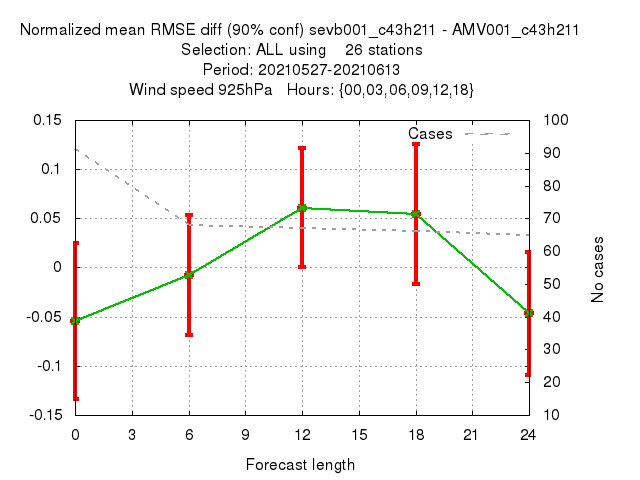 Normalized mean RMSE diff (90% conf) sevb001_c43h211 - AMV001_c43h211
Selection: ALL using    26 stations
Period: 20210527-20210613
Wind speed 925hPa   Hours: {00,03,06,09,12,18}
Cases
0.15
0.1
0.05
0
-0.05
-0.1
-0.15
100
90
80
70
60
50
40
30
20
10
No cases
0 3 6 9 12 15 18 21 24
Forecast length